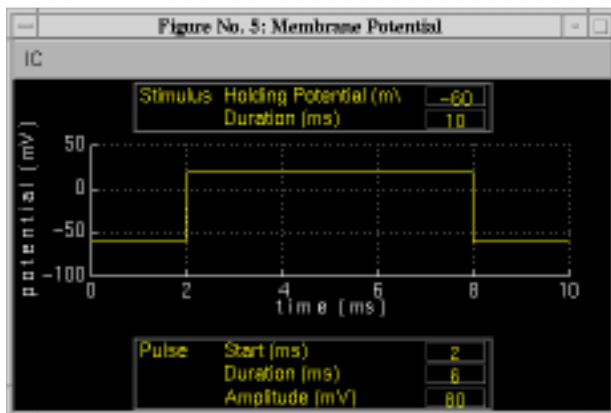 Figure No. 5: Membrane Potential
IC
Stimulus Holding Potential (m\ -60
Duration (ms) 10
potential (mV)
50
0
-50
-100
0 2 4 6 8 10
time (ms)
Pulse Start (ms) 2
Duration (ms) 6
Amplitude (mV) 80